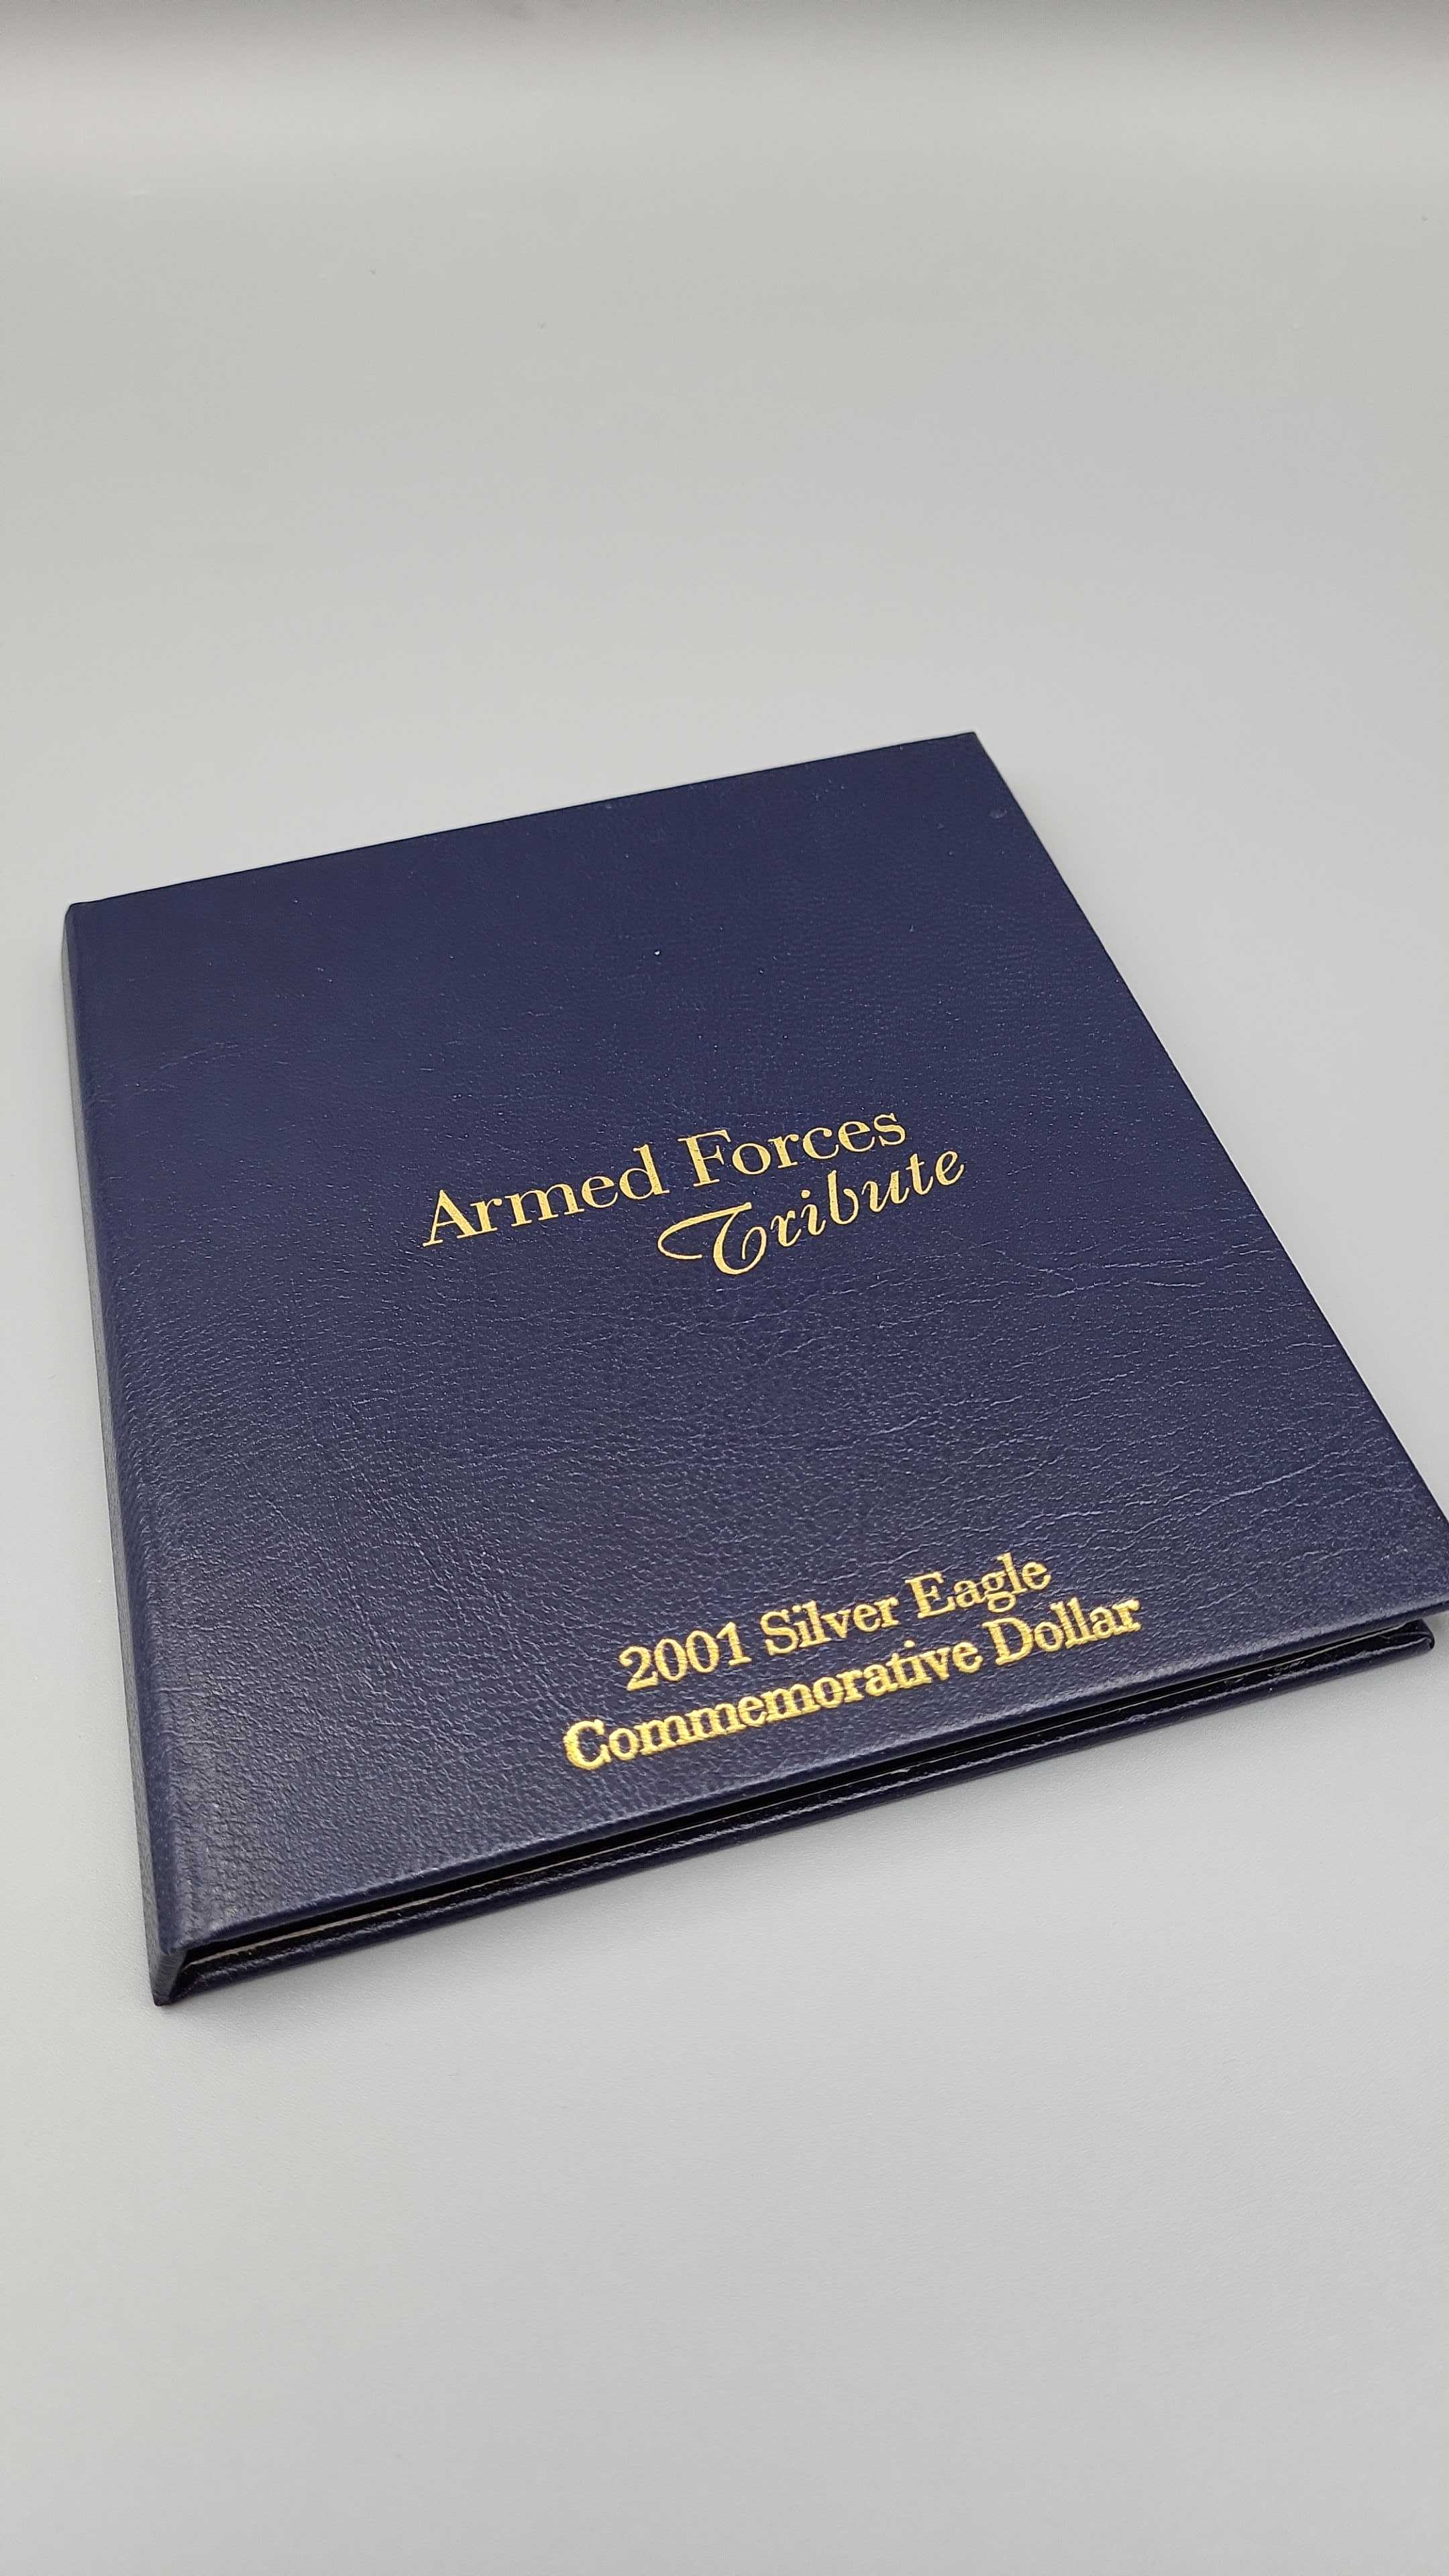 Armed Forces
Tribute
2001 Silver Eagle
Commemorative Dollar